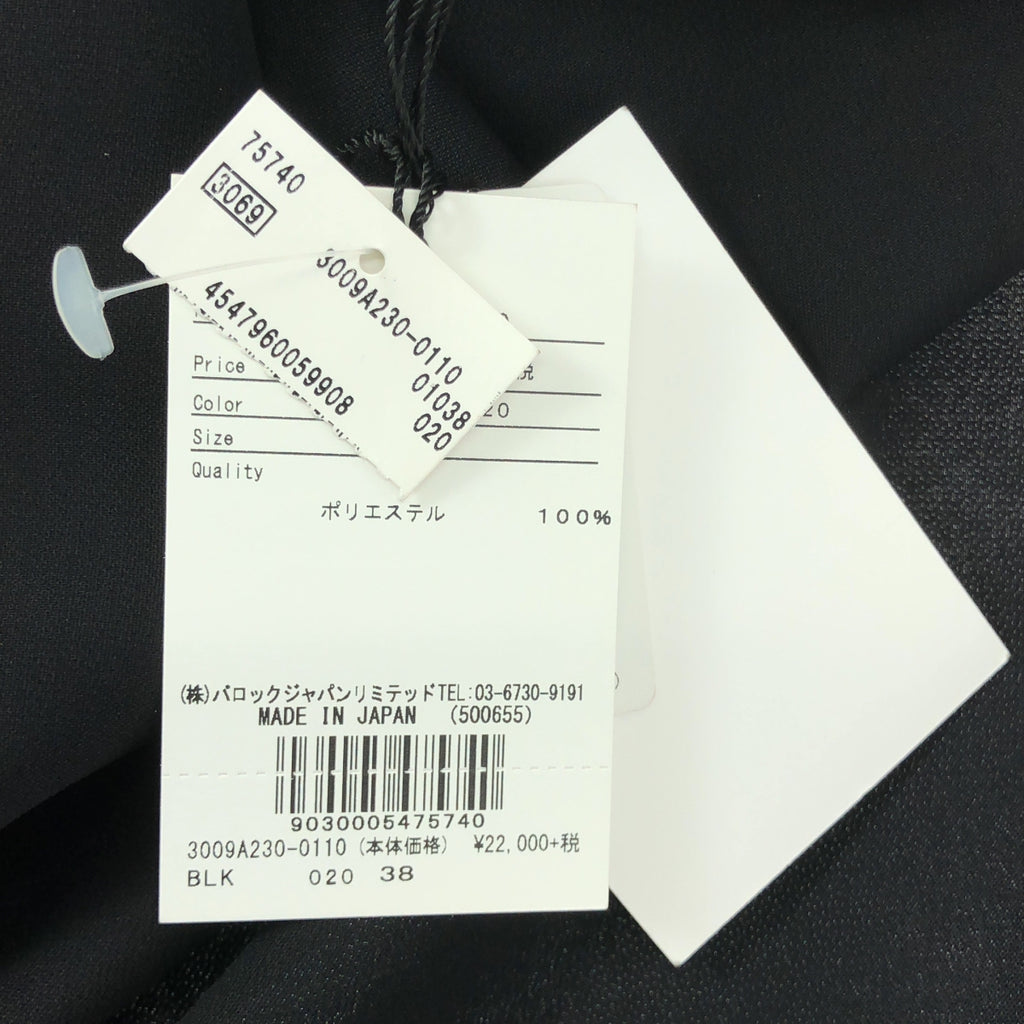 75740
3069
3009A230-0110
4547960059908
01038
020
税
Price
Color 20
Size
Quality
ポリエステル 100%
(株)バロックジャパンリミテッドTEL:03-6730-9191
MADE IN JAPAN (500655)
9030005475740
3009A230-0110 (本体価格) ¥22,000+税
BLK 020 38